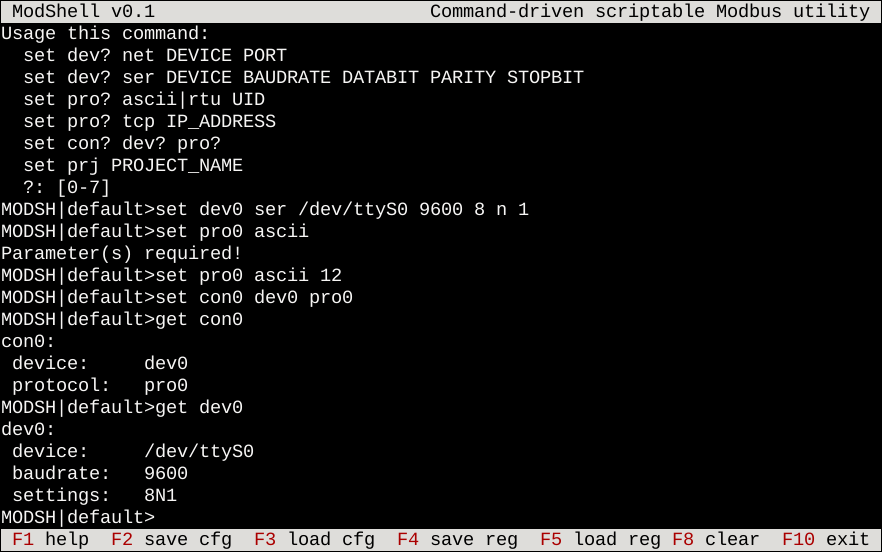 ModShell v0.1 Command-driven scriptable Modbus utility
Usage this command:
  set dev? net DEVICE PORT
  set dev? ser DEVICE BAUDRATE DATABIT PARITY STOPBIT
  set pro? ascii|rtu UID
  set pro? tcp IP_ADDRESS
  set con? dev? pro?
  set prj PROJECT_NAME
  ?: [0-7]
MODSH|default>set dev0 ser /dev/ttyS0 9600 8 n 1
MODSH|default>set pro0 ascii
Parameter(s) required!
MODSH|default>set pro0 ascii 12
MODSH|default>set con0 dev0 pro0
MODSH|default>get con0
con0:
 device:     dev0
 protocol:   pro0
MODSH|default>get dev0
dev0:
 device:     /dev/ttyS0
 baudrate:   9600
 settings:   8N1
MODSH|default>
F1 help  F2 save cfg  F3 load cfg  F4 save reg  F5 load reg F8 clear  F10 exit